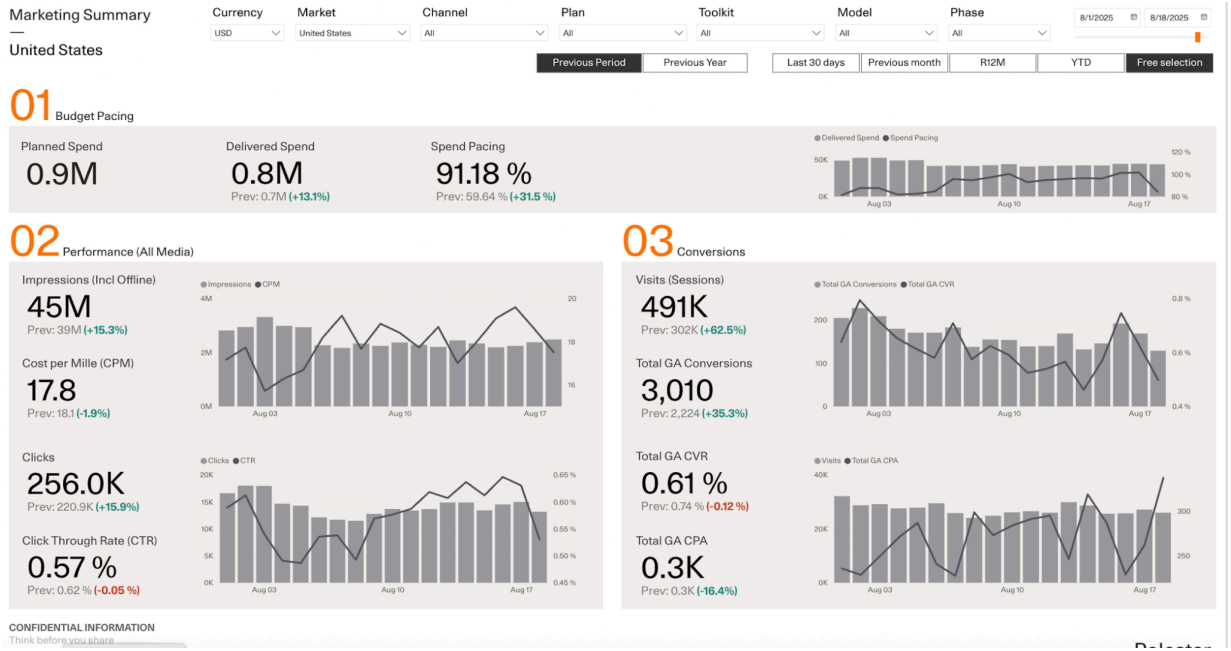 Marketing Summary
—
United States
Currency Market Channel Plan Toolkit Model Phase
USD United States All All All All All
8/1/2025 8/18/2025
Previous Period Previous Year Last 30 days Previous month R12M YTD Free selection
01 Budget Pacing
Planned Spend
0.9M
Delivered Spend
0.8M
Prev: 0.7M (+13.1%)
Spend Pacing
91.18 %
Prev: 59.64 % (+31.5 %)
Delivered Spend Spend Pacing
50K
0K
120 %
100 %
80 %
Aug 03 Aug 10 Aug 17
02 Performance (All Media)
Impressions (Incl Offline)
45M
Prev: 39M (+15.3%)
Cost per Mille (CPM)
17.8
Prev: 18.1 (-1.9%)
Impressions CPM
4M
2M
0M
20
18
16
Aug 03 Aug 10 Aug 17
Clicks
256.0K
Prev: 220.9K (+15.9%)
Click Through Rate (CTR)
0.57 %
Prev: 0.62 % (-0.05 %)
Clicks CTR
20K
15K
10K
5K
0K
0.65 %
0.60 %
0.55 %
0.50 %
0.45 %
Aug 03 Aug 10 Aug 17
03 Conversions
Visits (Sessions)
491K
Prev: 302K (+62.5%)
Total GA Conversions
3,010
Prev: 2,224 (+35.3%)
Total GA Conversions Total GA CVR
200
100
0
0.8 %
0.6 %
0.4 %
Aug 03 Aug 10 Aug 17
Total GA CVR
0.61 %
Prev: 0.74 % (-0.12 %)
Total GA CPA
0.3K
Prev: 0.3K (-16.4%)
Visits Total GA CPA
40K
20K
0K
300
250
Aug 03 Aug 10 Aug 17
CONFIDENTIAL INFORMATION
Think before you share